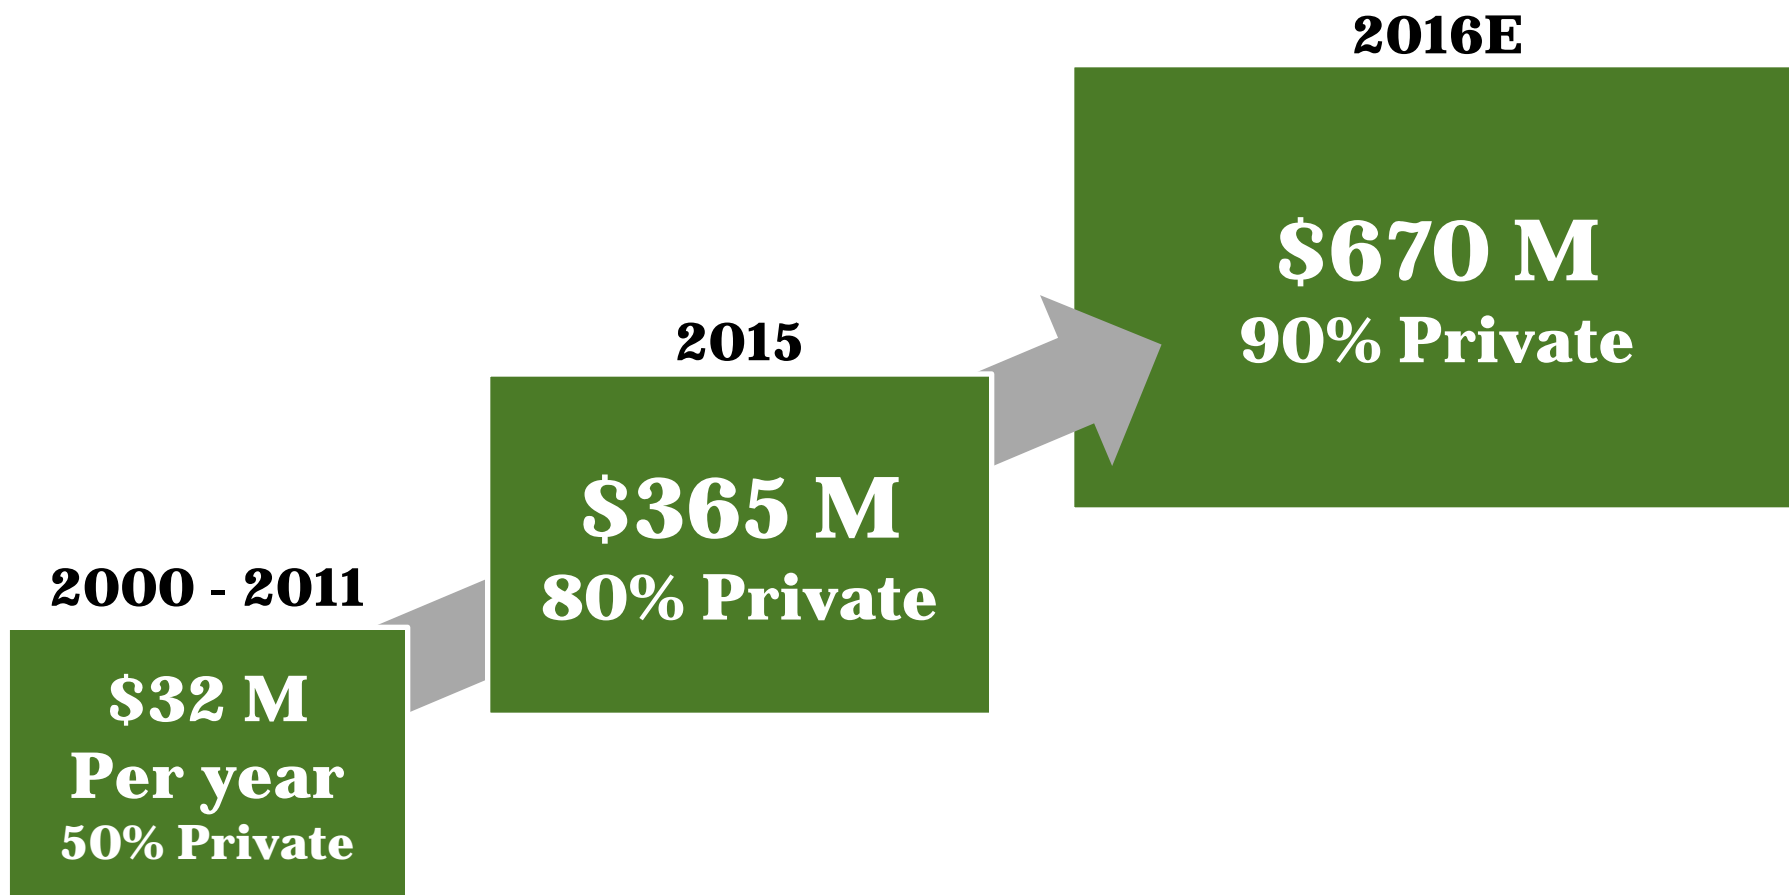 2000 - 2011
$32 M
Per year
50% Private
2015
$365 M
80% Private
2016E
$670 M
90% Private